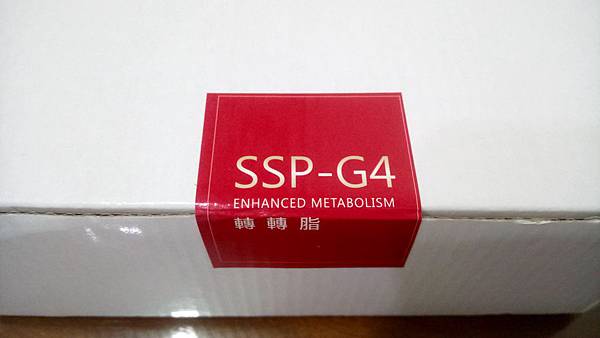 SSP-G4
ENHANCED METABOLISM
轉轉脂